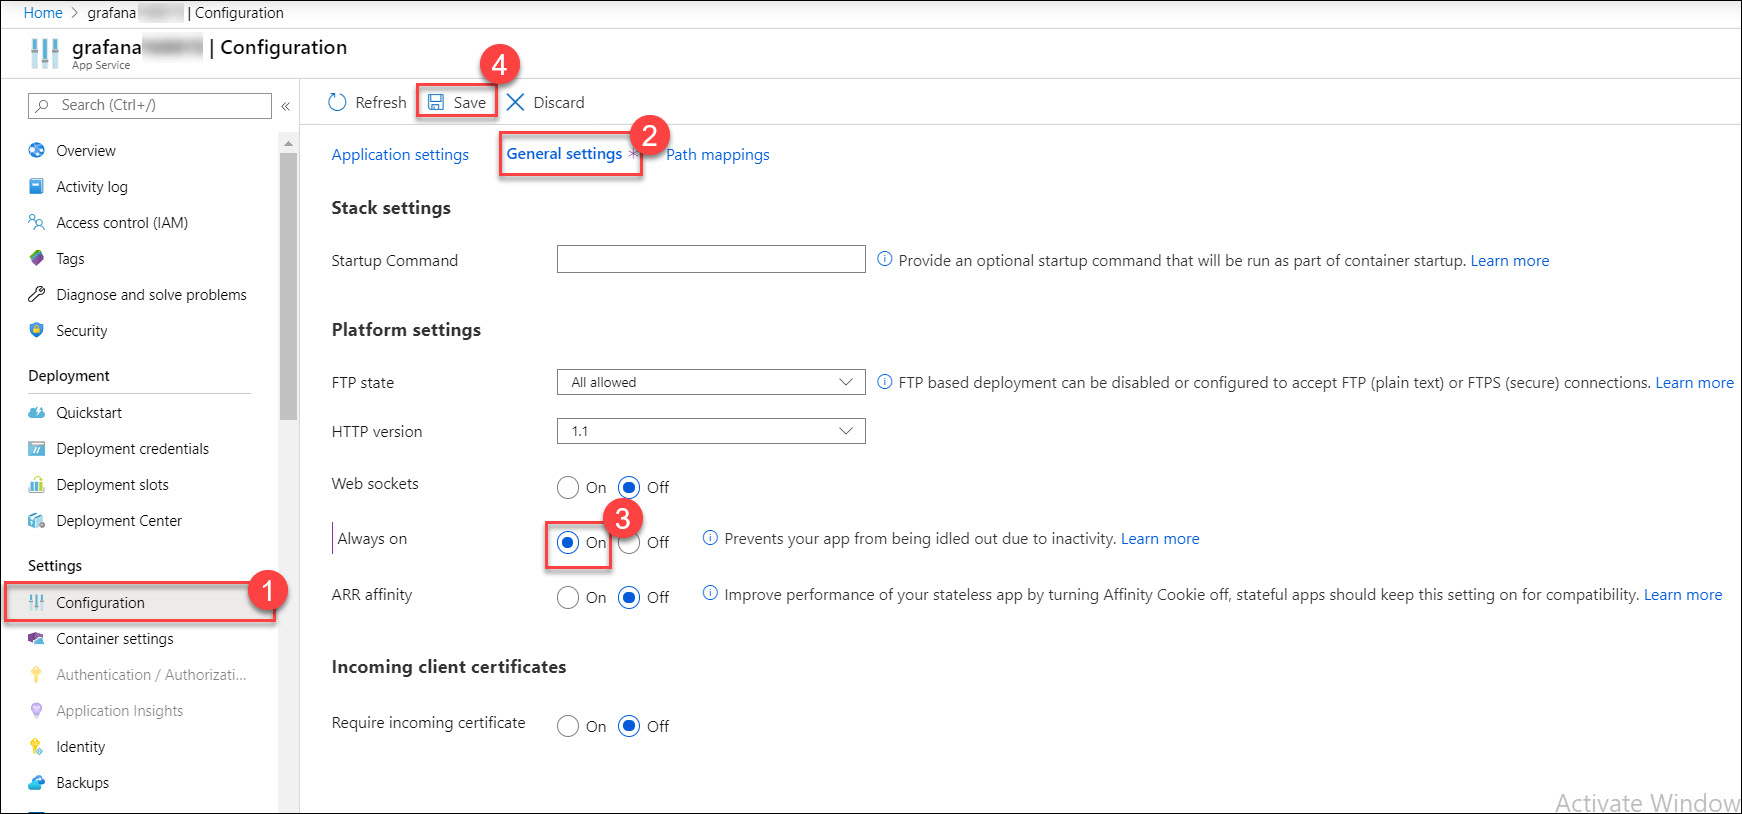 Home > grafana | Configuration
grafana | Configuration
App Service
4
Search (Ctrl+/)
«
Refresh
Save
Discard
2
Application settings
General settings *
Path mappings
Overview
Activity log
Access control (IAM)
Tags
Diagnose and solve problems
Security
Deployment
Quickstart
Deployment credentials
Deployment slots
Deployment Center
Settings
Configuration
1
Container settings
Authentication / Authorizati...
Application Insights
Identity
Backups
Stack settings
Startup Command
Provide an optional startup command that will be run as part of container startup. Learn more
Platform settings
FTP state
All allowed
FTP based deployment can be disabled or configured to accept FTP (plain text) or FTPS (secure) connections. Learn more
HTTP version
1.1
Web sockets
On Off
3
Always on
On Off
Prevents your app from being idled out due to inactivity. Learn more
ARR affinity
On Off
Improve performance of your stateless app by turning Affinity Cookie off, stateful apps should keep this setting on for compatibility. Learn more
Incoming client certificates
Require incoming certificate
On Off
Activate Window